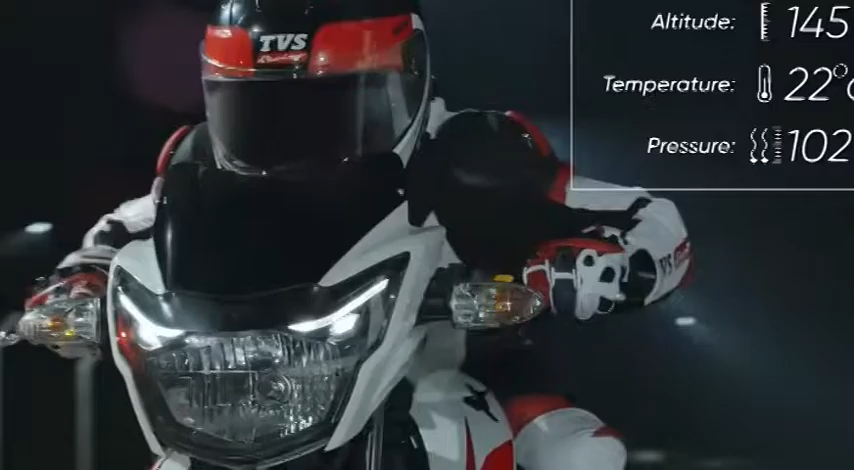 TVS
Racing
Altitude: 145
Temperature: 22°C
Pressure: 102
TVS